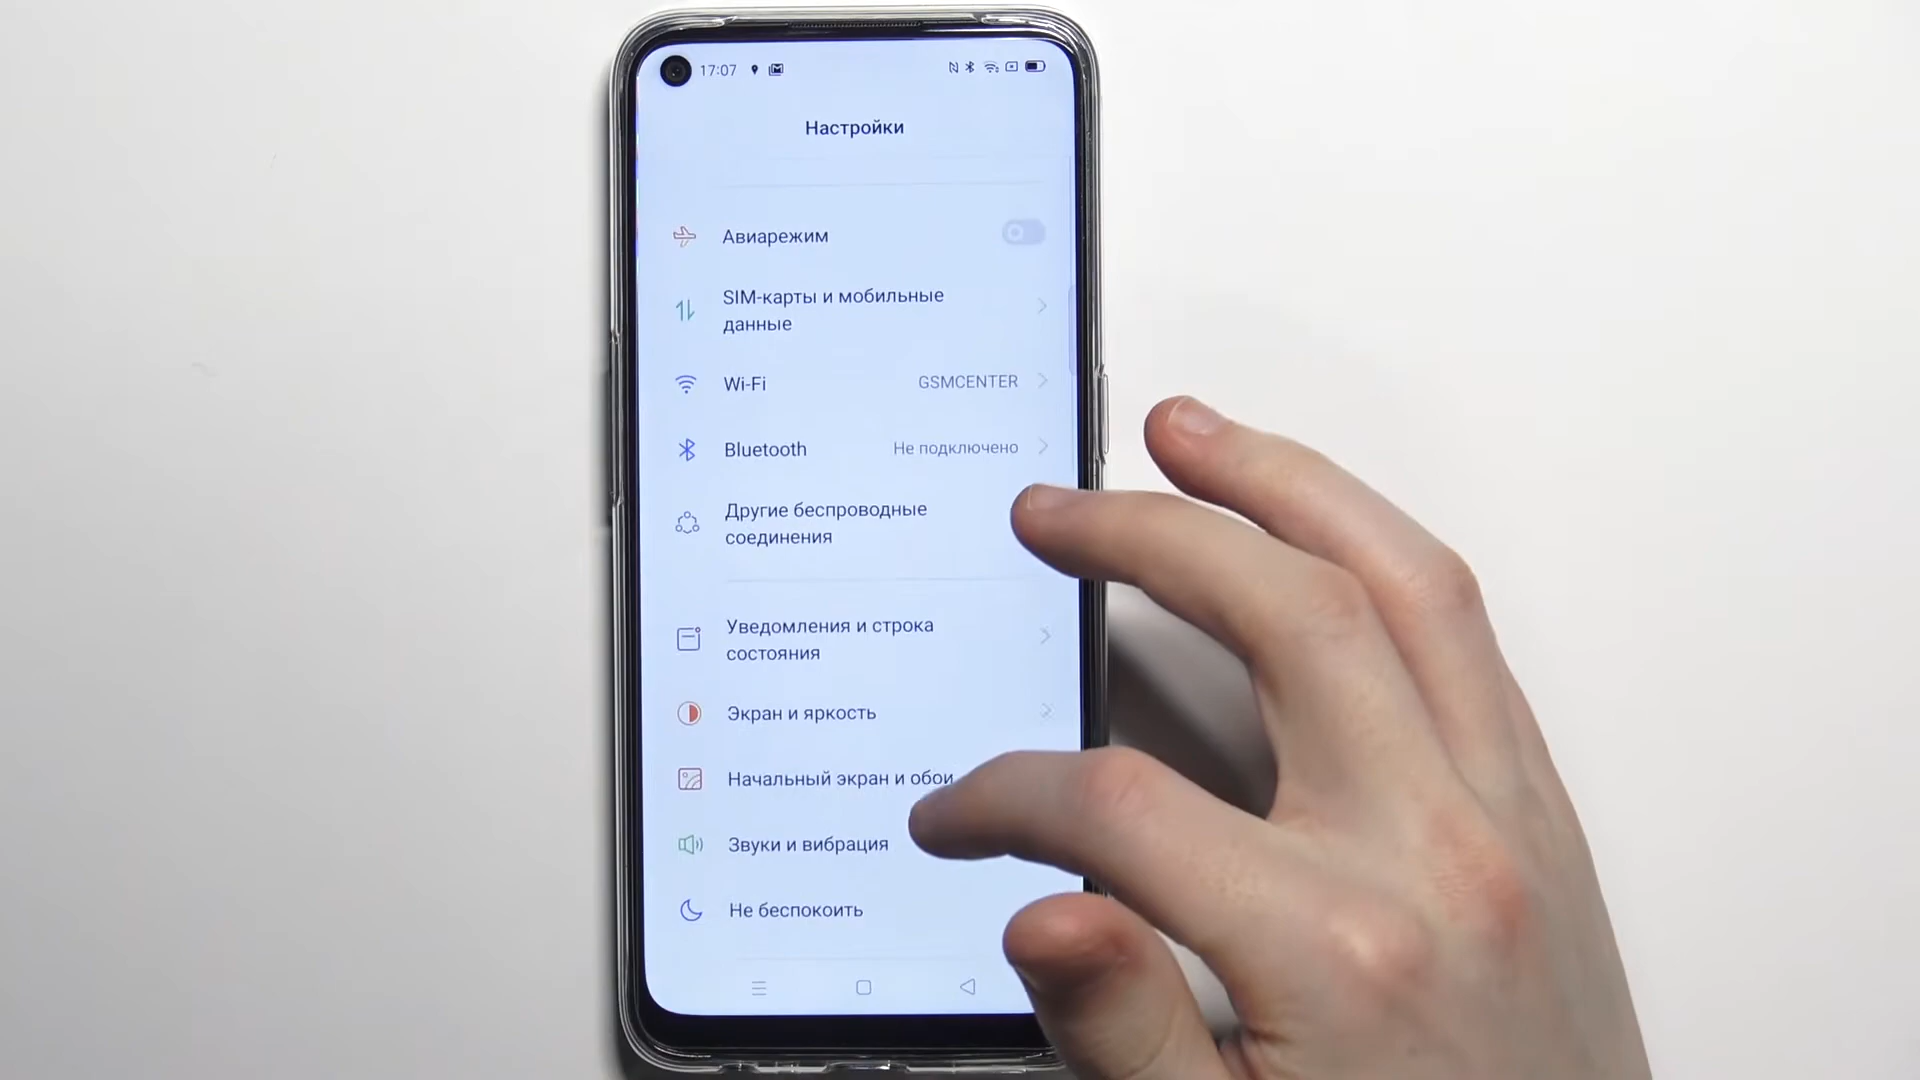 17:07
Настройки
Авиарежим
SIM-карты и мобильные
данные
Wi-Fi GSMCENTER
Bluetooth Не подключено
Другие беспроводные
соединения
Уведомления и строка
состояния
Экран и яркость
Начальный экран и обои
Звуки и вибрация
Не беспокоить